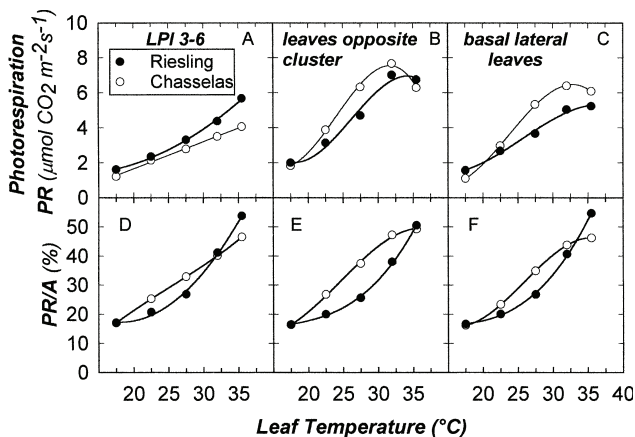 LPI 3-6
A
Riesling
Chasselas
leaves opposite
cluster
B
basal lateral
leaves
C
Photorespiration
PR (µmol CO2 m-2s-1)
10
8
6
4
2
0
D
E
F
PR/A (%)
50
40
30
20
10
0
20 25 30 35
20 25 30 35
20 25 30 35 40
Leaf Temperature (°C)